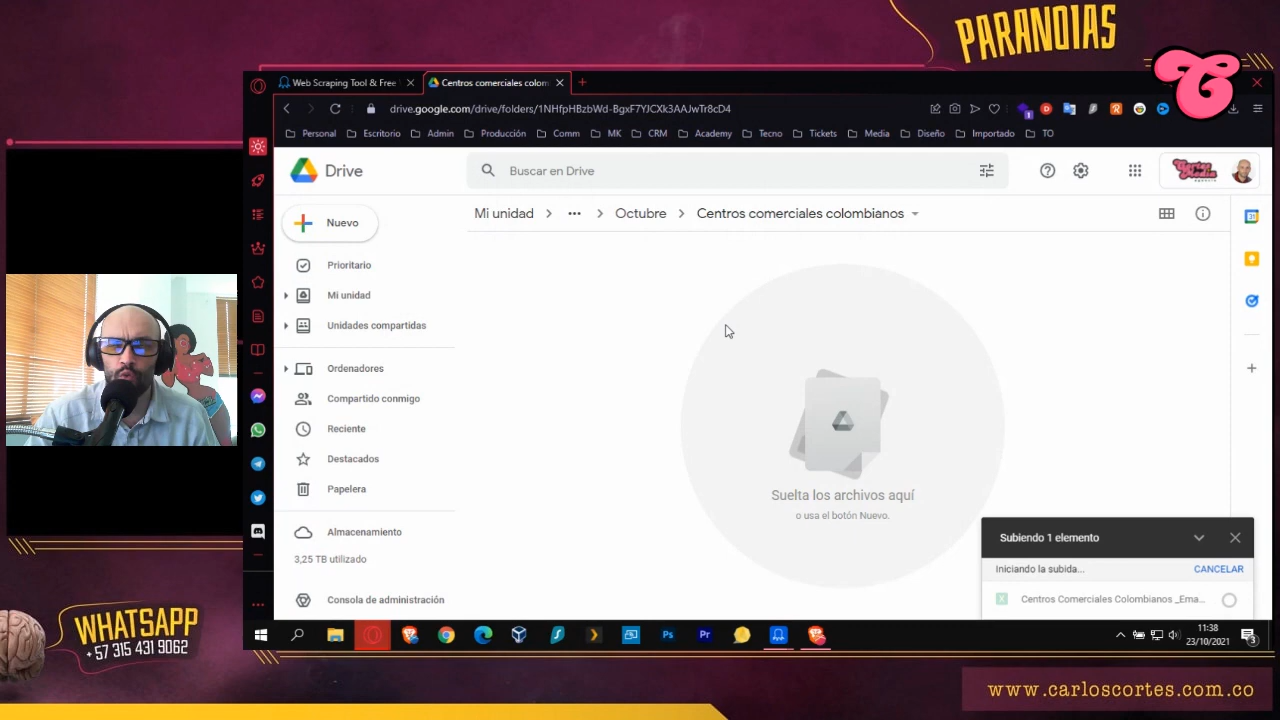 PARANOIAS
Web Scraping Tool & Free
Centros comerciales colom
drive.google.com/drive/folders/1NHfpHBzbWd-BgxF7YJCXk3AAJwTr8cD4
Personal
Escritorio
Admin
Producción
Comm
MK
CRM
Academy
Tecno
Tickets
Media
Diseño
Importado
TO
Drive
Buscar en Drive
Nuevo
Mi unidad > ... > Octubre > Centros comerciales colombianos
Prioritario
Mi unidad
Unidades compartidas
Ordenadores
Compartido conmigo
Reciente
Destacados
Papelera
Almacenamiento
3,25 TB utilizado
Consola de administración
Suelta los archivos aquí
o usa el botón Nuevo.
Subiendo 1 elemento
Iniciando la subida...
CANCELAR
Centros Comerciales Colombianos _Ema...
11:38
23/10/2021
WHATSAPP
+ 57 315 431 9062
www.carloscortes.com.co